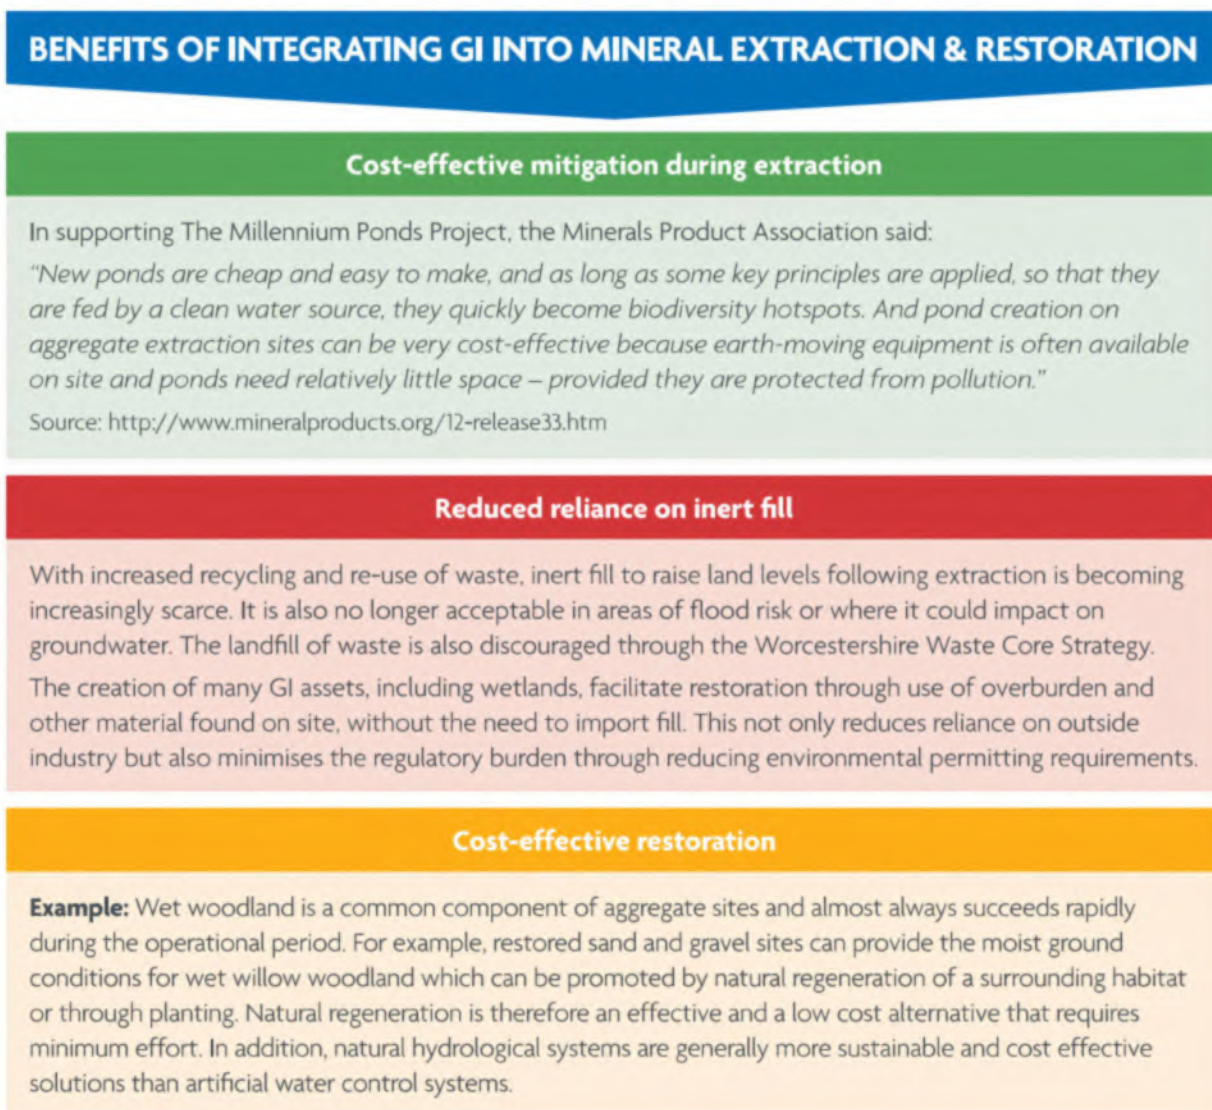 BENEFITS OF INTEGRATING GI INTO MINERAL EXTRACTION & RESTORATION
Cost-effective mitigation during extraction
In supporting The Millennium Ponds Project, the Minerals Product Association said:
“New ponds are cheap and easy to make, and as long as some key principles are applied, so that they
are fed by a clean water source, they quickly become biodiversity hotspots. And pond creation on
aggregate extraction sites can be very cost-effective because earth-moving equipment is often available
on site and ponds need relatively little space – provided they are protected from pollution.”
Source: http://www.mineralproducts.org/12-release33.htm
Reduced reliance on inert fill
With increased recycling and re-use of waste, inert fill to raise land levels following extraction is becoming
increasingly scarce. It is also no longer acceptable in areas of flood risk or where it could impact on
groundwater. The landfill of waste is also discouraged through the Worcestershire Waste Core Strategy.
The creation of many GI assets, including wetlands, facilitate restoration through use of overburden and
other material found on site, without the need to import fill. This not only reduces reliance on outside
industry but also minimises the regulatory burden through reducing environmental permitting requirements.
Cost-effective restoration
Example: Wet woodland is a common component of aggregate sites and almost always succeeds rapidly
during the operational period. For example, restored sand and gravel sites can provide the moist ground
conditions for wet willow woodland which can be promoted by natural regeneration of a surrounding habitat
or through planting. Natural regeneration is therefore an effective and a low cost alternative that requires
minimum effort. In addition, natural hydrological systems are generally more sustainable and cost effective
solutions than artificial water control systems.